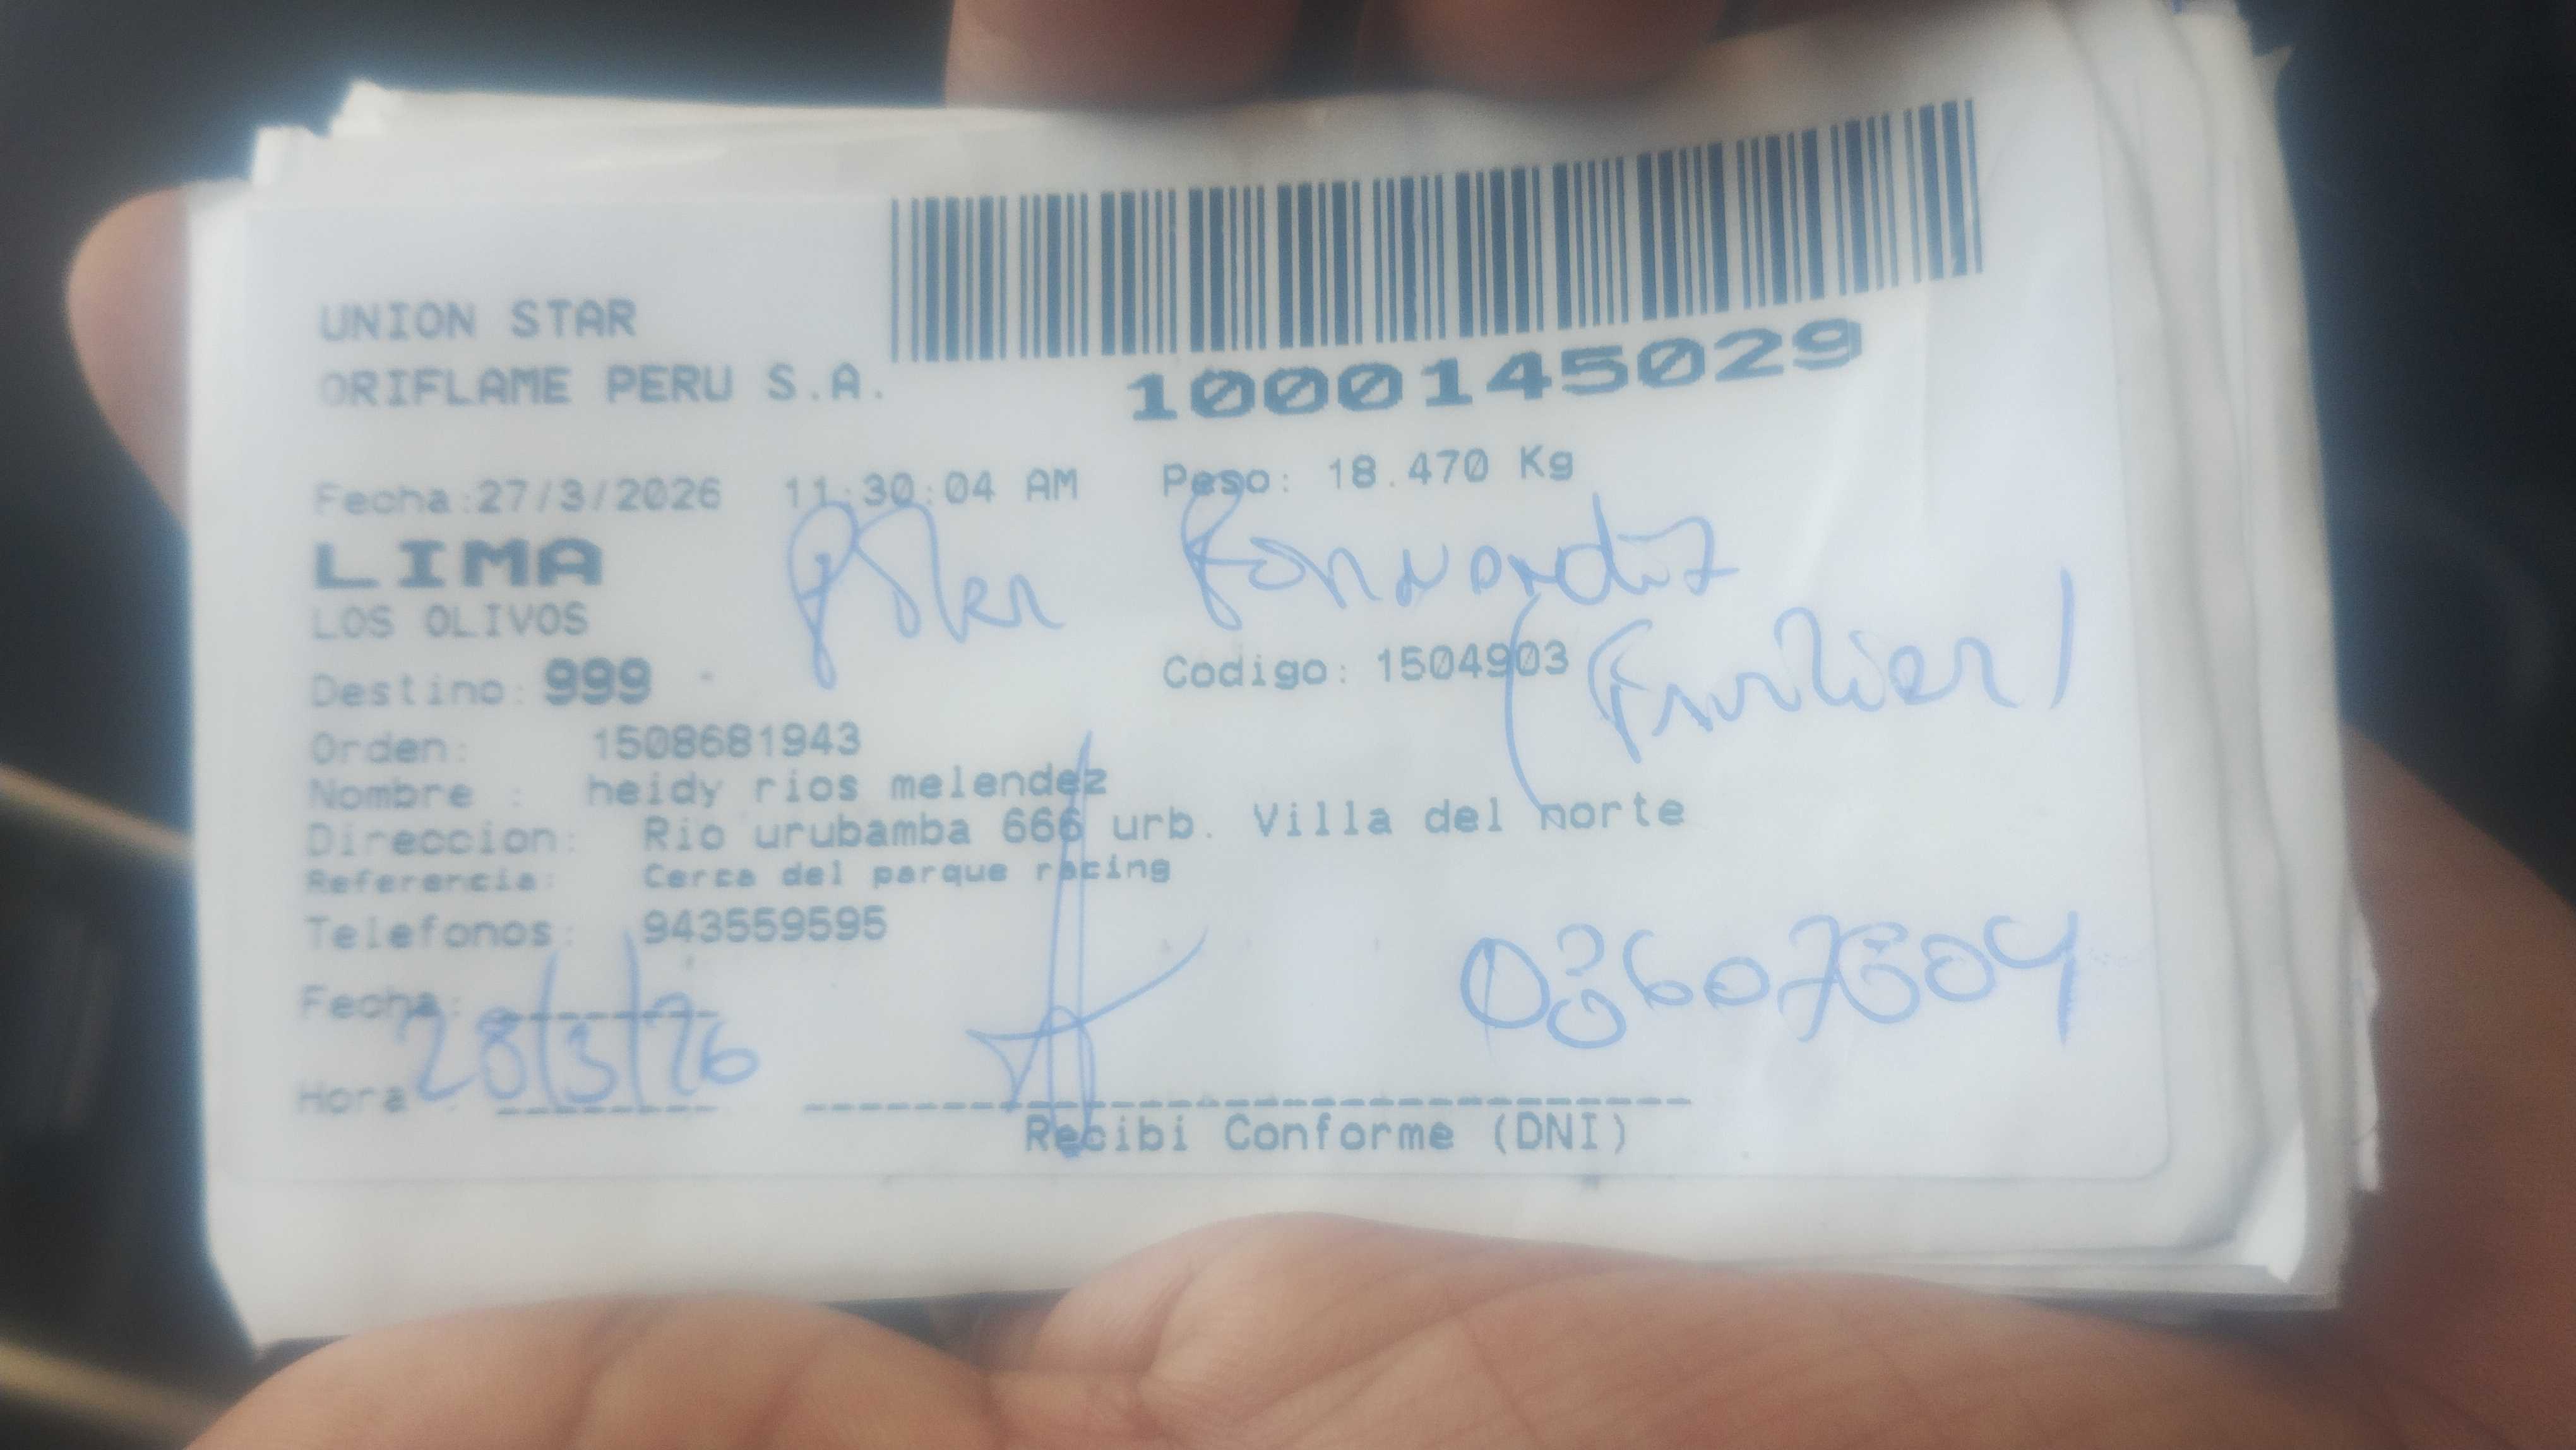 UNION STAR
ORIFLAME PERU S.A.
1000145029
Fecha:27/3/2026 11:30:04 AM Peso: 18.470 Kg
LIMA
LOS OLIVOS
Codigo: 1504903
Destino: 999
(Familiar)
Orden: 1508681943
Nombre : heidy rios melendez
Direccion: Rio urubamba 666 urb. Villa del norte
Referencia: Cerca del parque racing
Telefonos: 943559595
Fecha:
28/3/26
Hora :
Recibi Conforme (DNI)